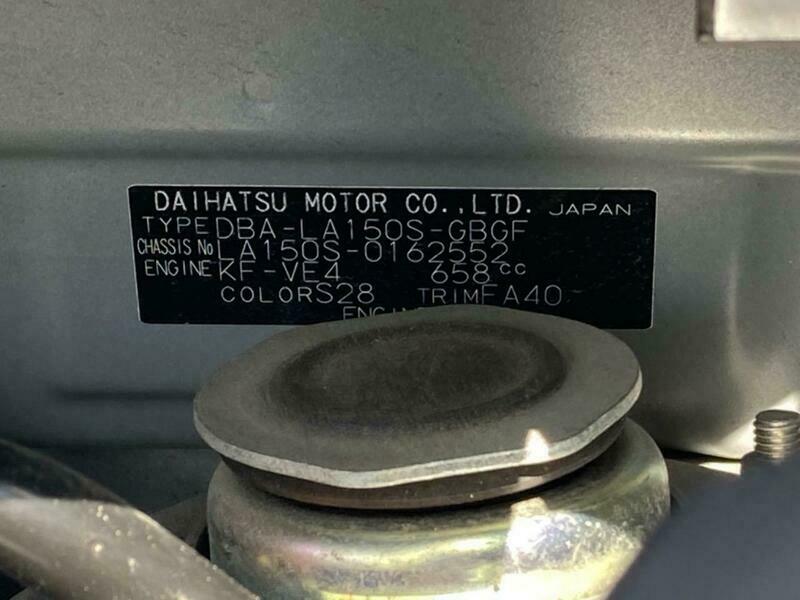 DAIHATSU MOTOR CO.,LTD. JAPAN
TYPE DBA-LA150S-GBGF
CHASSIS No LA150S-0162552
ENGINE KF-VE4 658cc
COLOR S28 TRIM FA40